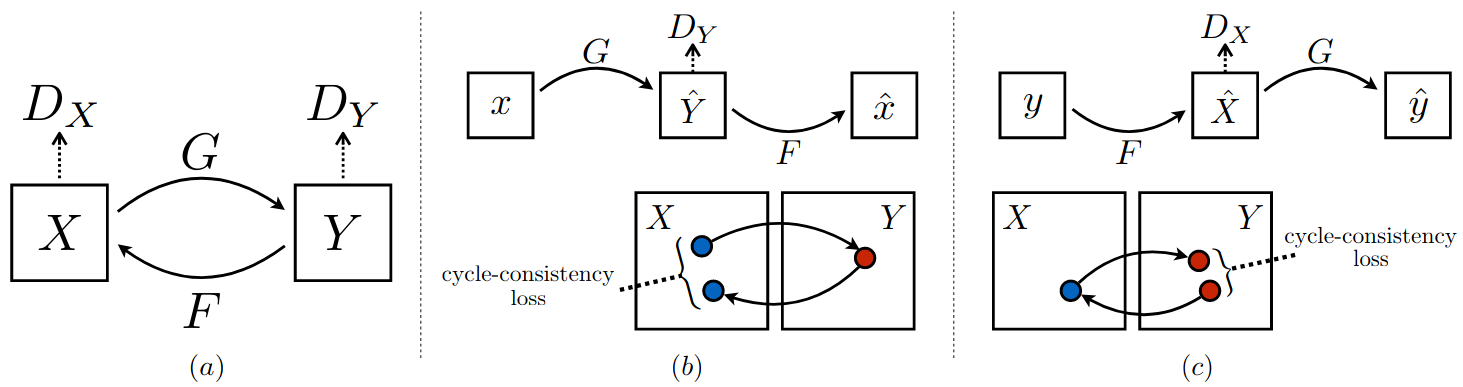 D_X
D_Y
G
X
Y
F
(a)
D_Y
G
x
Ŷ
x̂
F
X
Y
cycle-consistency
loss
(b)
D_X
G
y
X̂
ŷ
F
X
Y
cycle-consistency
loss
(c)